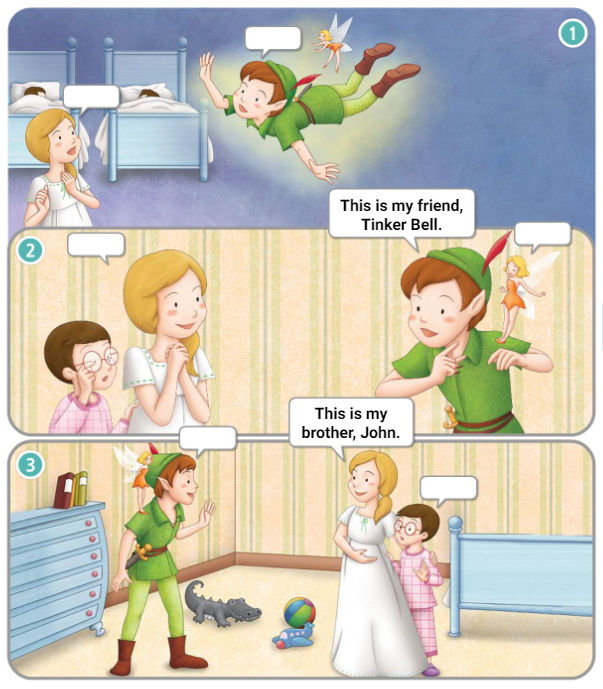 1
This is my friend,
Tinker Bell.
2
This is my
brother, John.
3